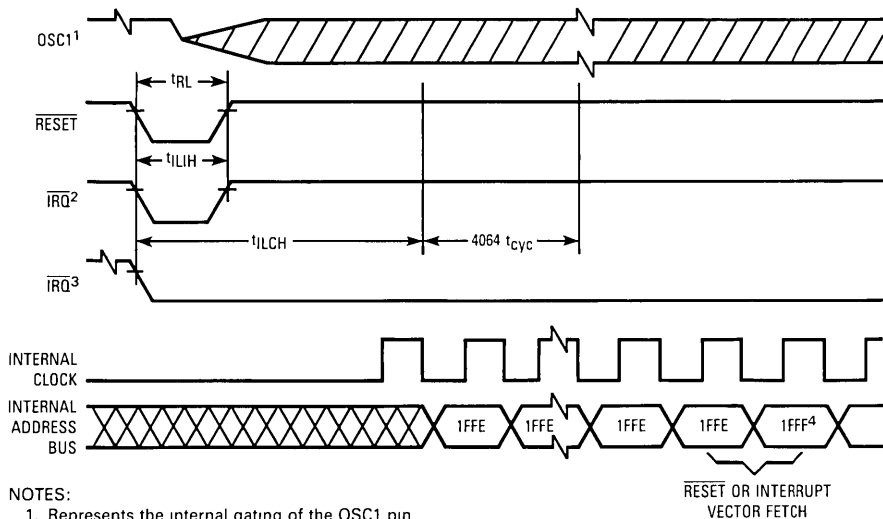 OSC1¹
tRL
RESET
tILIH
IRQ²
tILCH
4064 tcyc
IRQ³
INTERNAL
CLOCK
INTERNAL
ADDRESS
BUS
1FFE
1FFE
1FFE
1FFE
1FFF⁴
RESET OR INTERRUPT
VECTOR FETCH
NOTES:
1. Represents the internal gating of the OSC1 pin